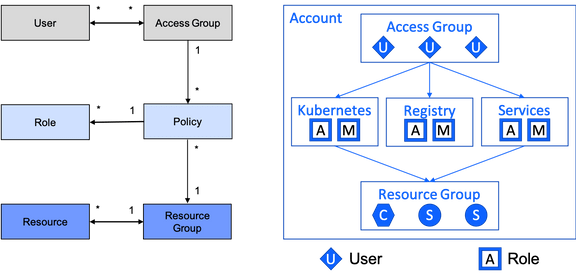 User
*
*
Access Group
1
*
Role
*
1
Policy
*
1
Resource
*
1
Resource
Group
Account
Access Group
U U U
Kubernetes
A M
Registry
A M
Services
A M
Resource Group
C S S
U User
A Role